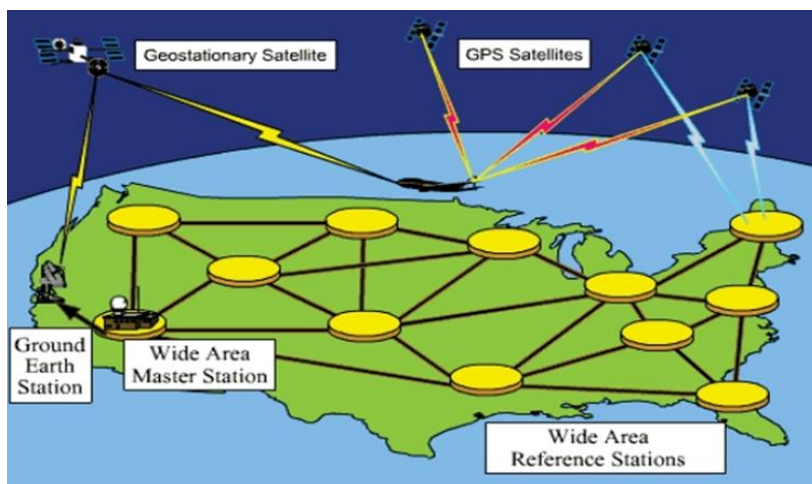 Geostationary Satellite
GPS Satellites
Ground
Earth
Station
Wide Area
Master Station
Wide Area
Reference Stations